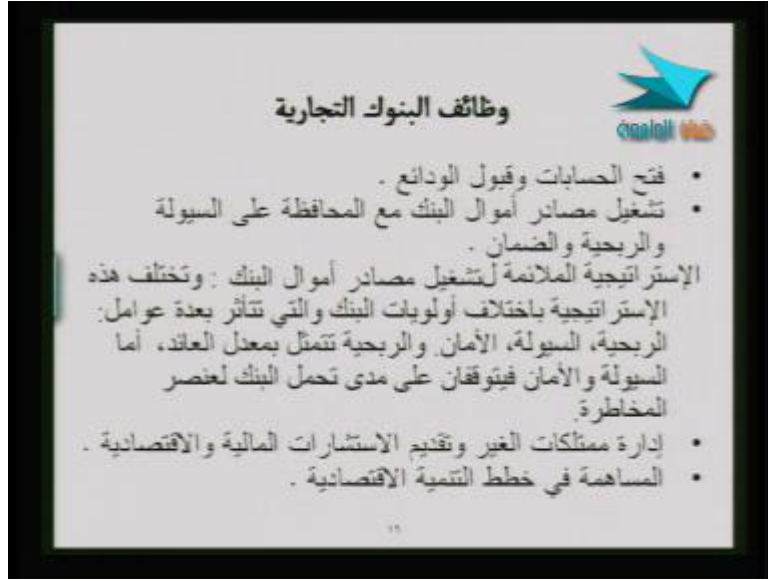 وظائف البنوك التجارية
قناة الجامعة
• فتح الحسابات وقبول الودائع .
• تشغيل مصادر أموال البنك مع المحافظة على السيولة
والربحية والضمان .
الإستراتيجية الملائمة لتشغيل مصادر أموال البنك : وتختلف هذه
الإستراتيجية باختلاف أولويات البنك والتي تتأثر بعدة عوامل:
الربحية، السيولة، الأمان. والربحية تتمثل بمعدل العائد، أما
السيولة والأمان فيتوقفان على مدى تحمل البنك لعنصر
المخاطرة.
• إدارة ممتلكات الغير وتقديم الاستشارات المالية والاقتصادية .
• المساهمة في خطط التنمية الاقتصادية .